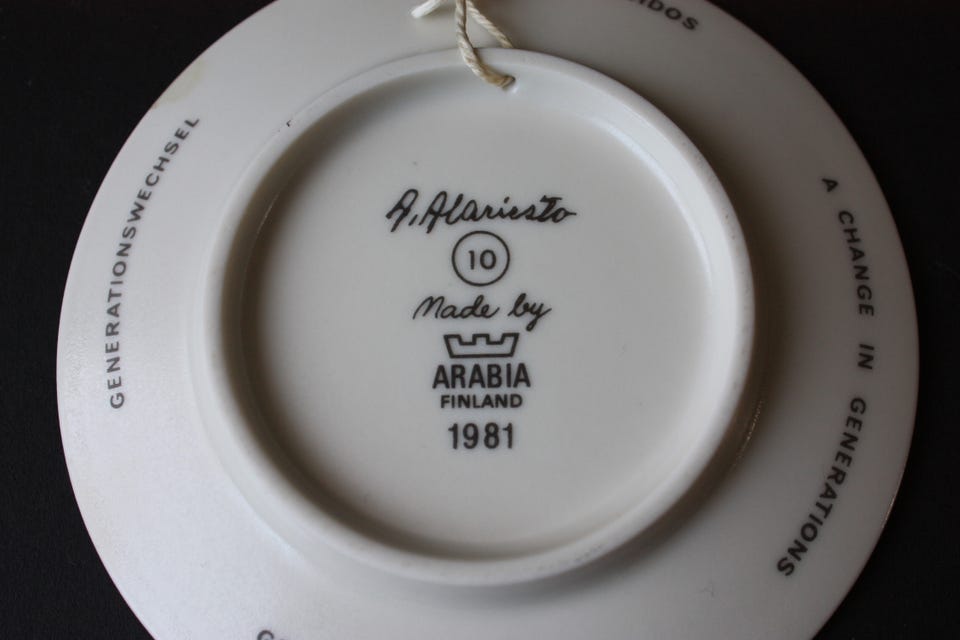 A. Alariesto
10
Made by
ARABIA
FINLAND
1981
GENERATIONSWECHSEL
A CHANGE IN GENERATIONS